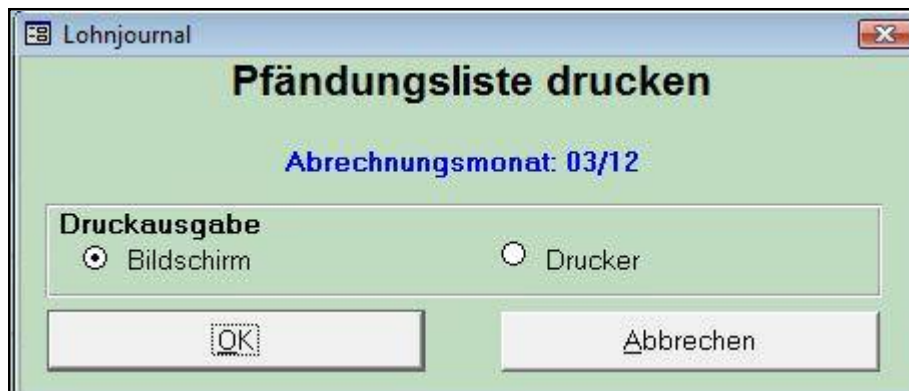 Lohnjournal
Pfändungsliste drucken
Abrechnungsmonat: 03/12
Druckausgabe
Bildschirm Drucker
OK Abbrechen